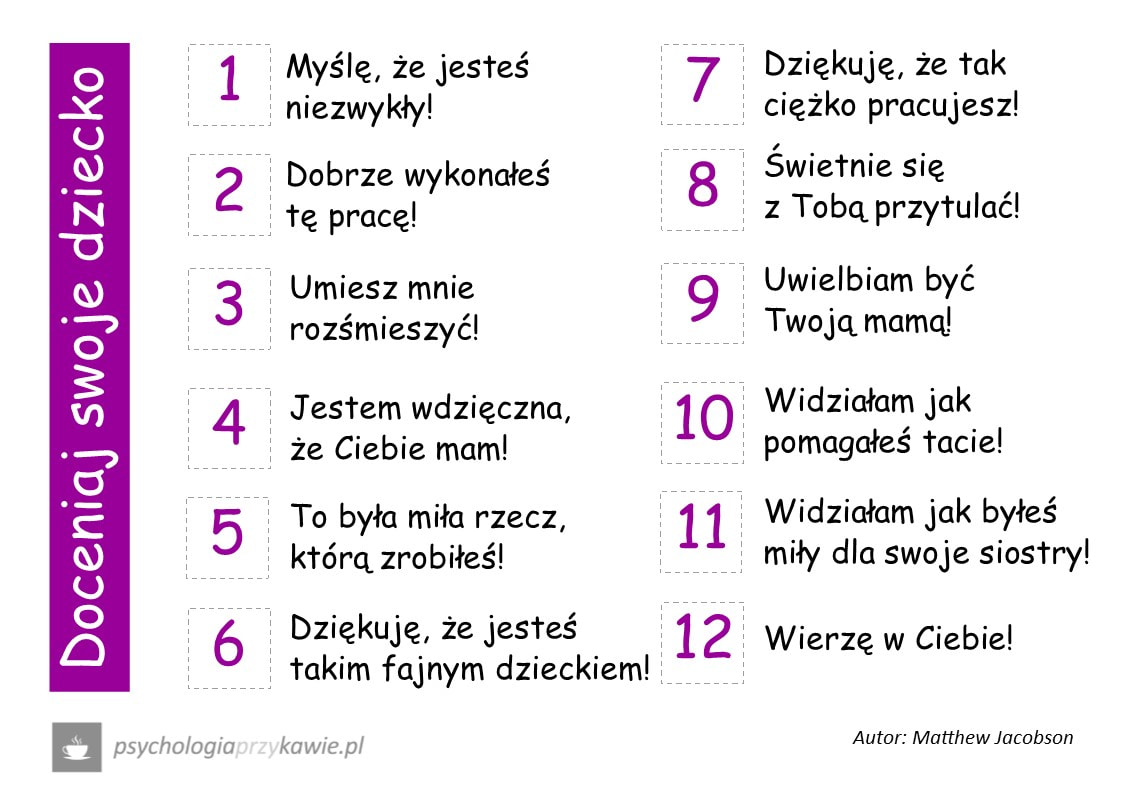 Doceniaj swoje dziecko
1
Myślę, że jesteś
niezwykły!
2
Dobrze wykonałeś
tę pracę!
3
Umiesz mnie
rozśmieszyć!
4
Jestem wdzięczna,
że Ciebie mam!
5
To była miła rzecz,
którą zrobiłeś!
6
Dziękuję, że jesteś
takim fajnym dzieckiem!
7
Dziękuję, że tak
ciężko pracujesz!
8
Świetnie się
z Tobą przytulać!
9
Uwielbiam być
Twoją mamą!
10
Widziałam jak
pomagałeś tacie!
11
Widziałam jak byłeś
miły dla swoje siostry!
12
Wierzę w Ciebie!
psychologiaprzykawie.pl
Autor: Matthew Jacobson